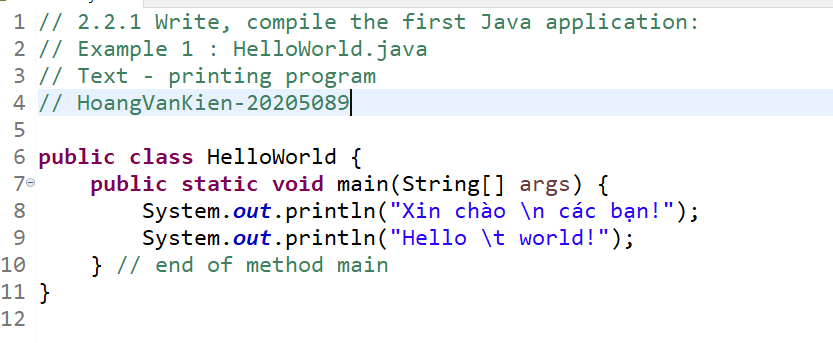 1 // 2.2.1 Write, compile the first Java application:
2 // Example 1 : HelloWorld.java
3 // Text - printing program
4 // HoangVanKien-20205089
5
6 public class HelloWorld {
7     public static void main(String[] args) {
8         System.out.println("Xin chào \n các bạn!");
9         System.out.println("Hello \t world!");
10     } // end of method main
11 }
12